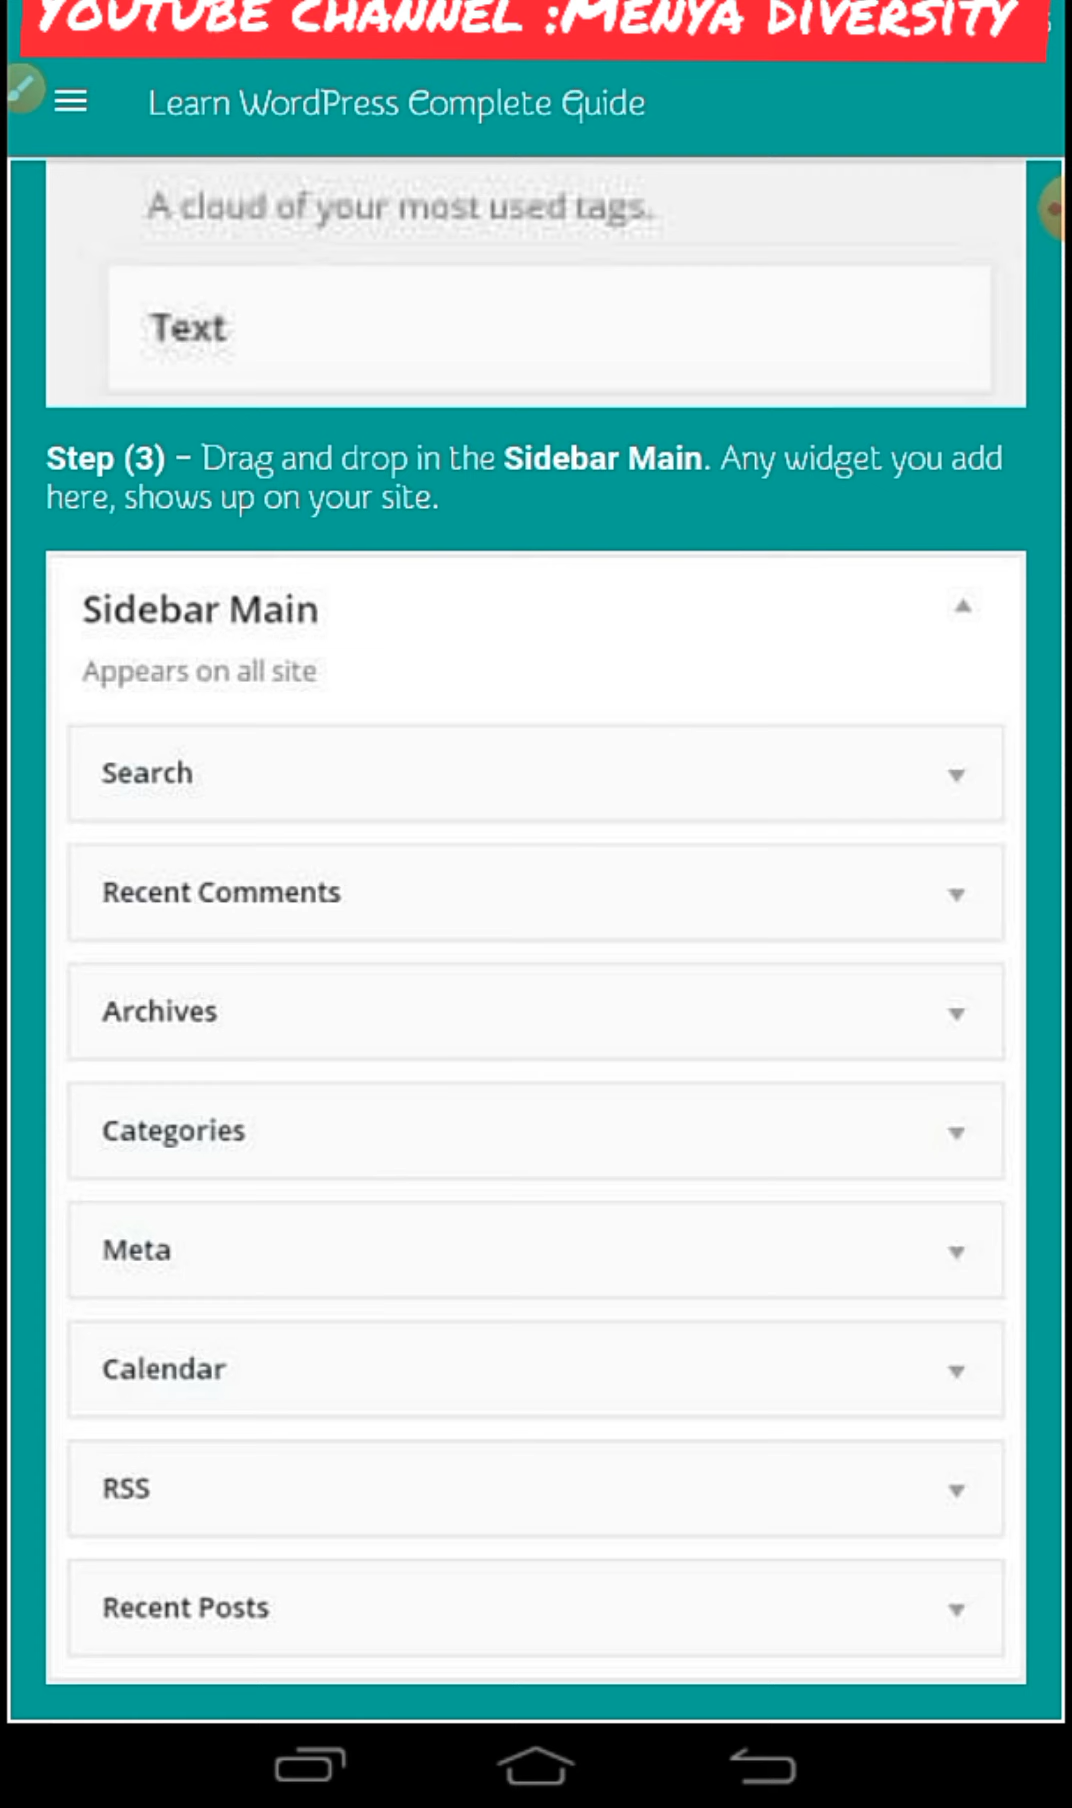 YOUTUBE CHANNEL :MENYA DIVERSITY
Learn WordPress Complete Guide
A cloud of your most used tags.
Text
Step (3) – Drag and drop in the Sidebar Main. Any widget you add
here, shows up on your site.
Sidebar Main
Appears on all site
Search
Recent Comments
Archives
Categories
Meta
Calendar
RSS
Recent Posts